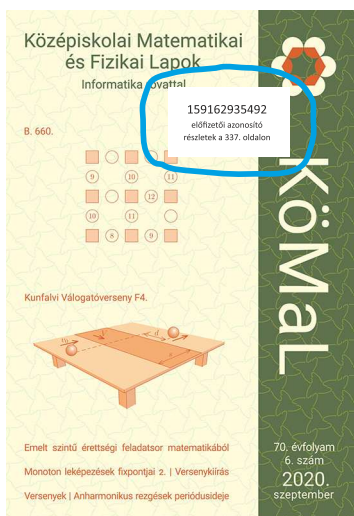 Középiskolai Matematikai
és Fizikai Lapok
Informatika rovattal
159162935492
előfizetői azonosító
részletek a 337. oldalon
B. 660.
9 10 11
12
10 11
8 9
Kunfalvi Válogatóverseny F4.
KöMaL
Emelt szintű érettségi feladatsor matematikából
Monoton leképezések fixpontjai 2. | Versenykiírás
Versenyek | Anharmonikus rezgések periódusideje
70. évfolyam
6. szám
2020.
szeptember